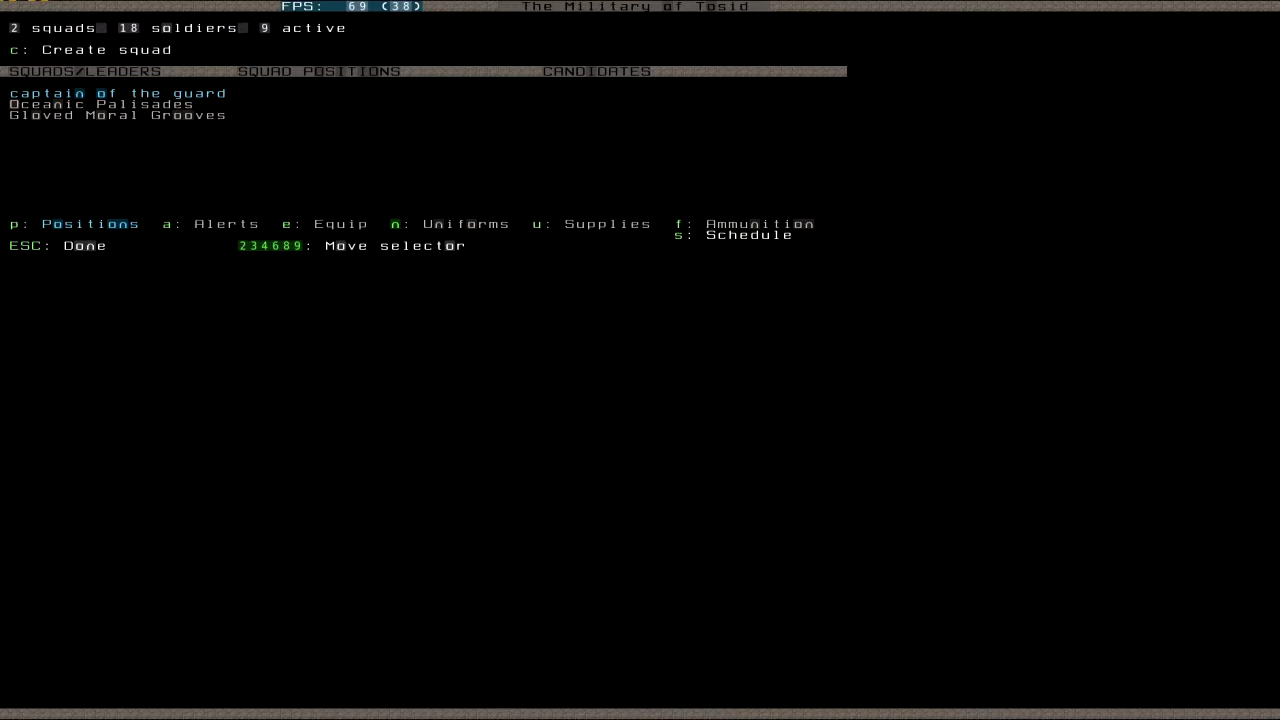 FPS: 69 (38) The Military of Tosid
2 squads 18 soldiers 9 active
c: Create squad
SQUADS/LEADERS SQUAD POSITIONS CANDIDATES
captain of the guard
Oceanic Palisades
Gloved Moral Grooves
p: Positions a: Alerts e: Equip n: Uniforms u: Supplies f: Ammunition
s: Schedule
ESC: Done 234689: Move selector